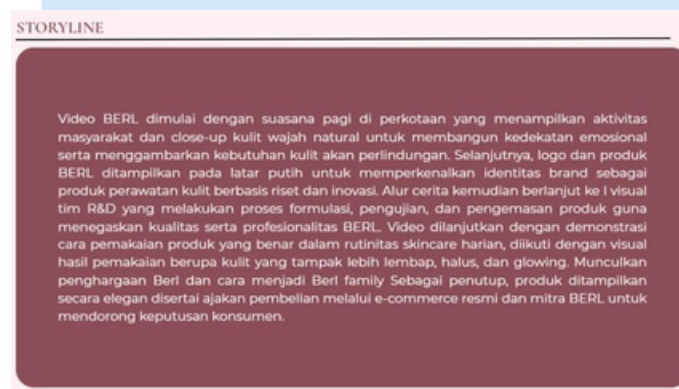 STORYLINE
Video BERL dimulai dengan suasana pagi di perkotaan yang menampilkan aktivitas
masyarakat dan close-up kulit wajah natural untuk membangun kedekatan emosional
serta menggambarkan kebutuhan kulit akan perlindungan. Selanjutnya, logo dan produk
BERL ditampilkan pada latar putih untuk memperkenalkan identitas brand sebagai
produk perawatan kulit berbasis riset dan inovasi. Alur cerita kemudian berlanjut ke l visual
tim R&D yang melakukan proses formulasi, pengujian, dan pengemasan produk guna
menegaskan kualitas serta profesionalitas BERL. Video dilanjutkan dengan demonstrasi
cara pemakaian produk yang benar dalam rutinitas skincare harian, diikuti dengan visual
hasil pemakaian berupa kulit yang tampak lebih lembap, halus, dan glowing. Munculkan
penghargaan Berl dan cara menjadi Berl family Sebagai penutup, produk ditampilkan
secara elegan disertai ajakan pembelian melalui e-commerce resmi dan mitra BERL untuk
mendorong keputusan konsumen.